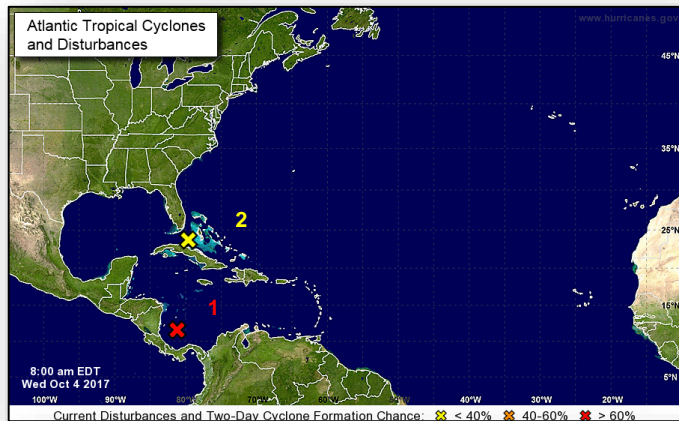 Atlantic Tropical Cyclones
and Disturbances
www.hurricanes.gov
45°N
35°N
2
25°N
1
15°N
8:00 am EDT
Wed Oct 4 2017
5°N
100°W
90°W
80°W
70°W
60°W
40°W
30°W
20°W
Current Disturbances and Two-Day Cyclone Formation Chance:
< 40%
40-60%
> 60%